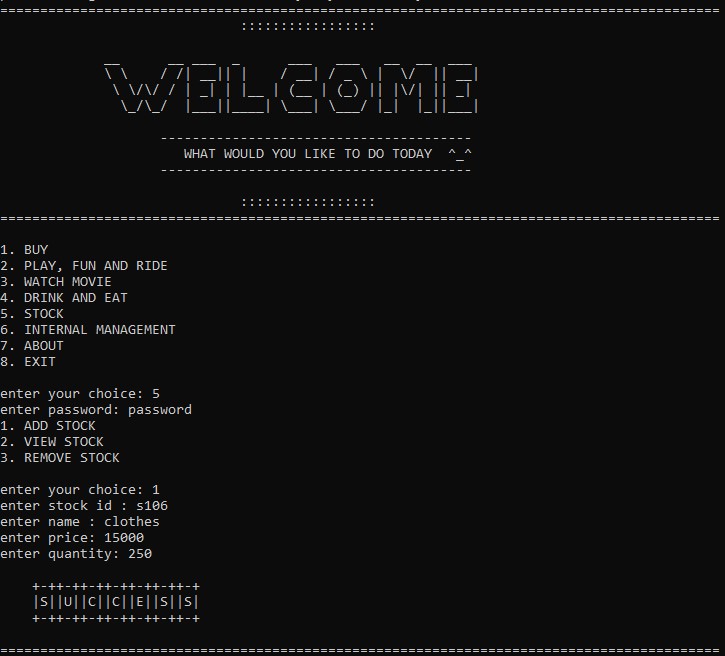 WELCOME
WHAT WOULD YOU LIKE TO DO TODAY ^_^
1. BUY
2. PLAY, FUN AND RIDE
3. WATCH MOVIE
4. DRINK AND EAT
5. STOCK
6. INTERNAL MANAGEMENT
7. ABOUT
8. EXIT
enter your choice: 5
enter password: password
1. ADD STOCK
2. VIEW STOCK
3. REMOVE STOCK
enter your choice: 1
enter stock id : s106
enter name : clothes
enter price: 15000
enter quantity: 250
|S||U||C||C||E||S||S|